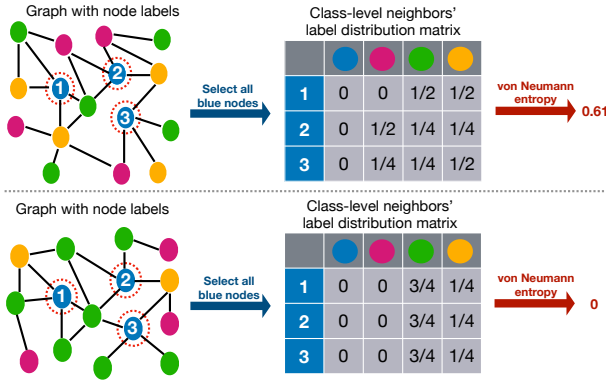 Graph with node labels
Class-level neighbors'
label distribution matrix
1
2
3
Select all
blue nodes
1 0 0 1/2 1/2
2 0 1/2 1/4 1/4
3 0 1/4 1/4 1/2
von Neumann
entropy
0.61
Graph with node labels
Class-level neighbors'
label distribution matrix
1
2
3
Select all
blue nodes
1 0 0 3/4 1/4
2 0 0 3/4 1/4
3 0 0 3/4 1/4
von Neumann
entropy
0